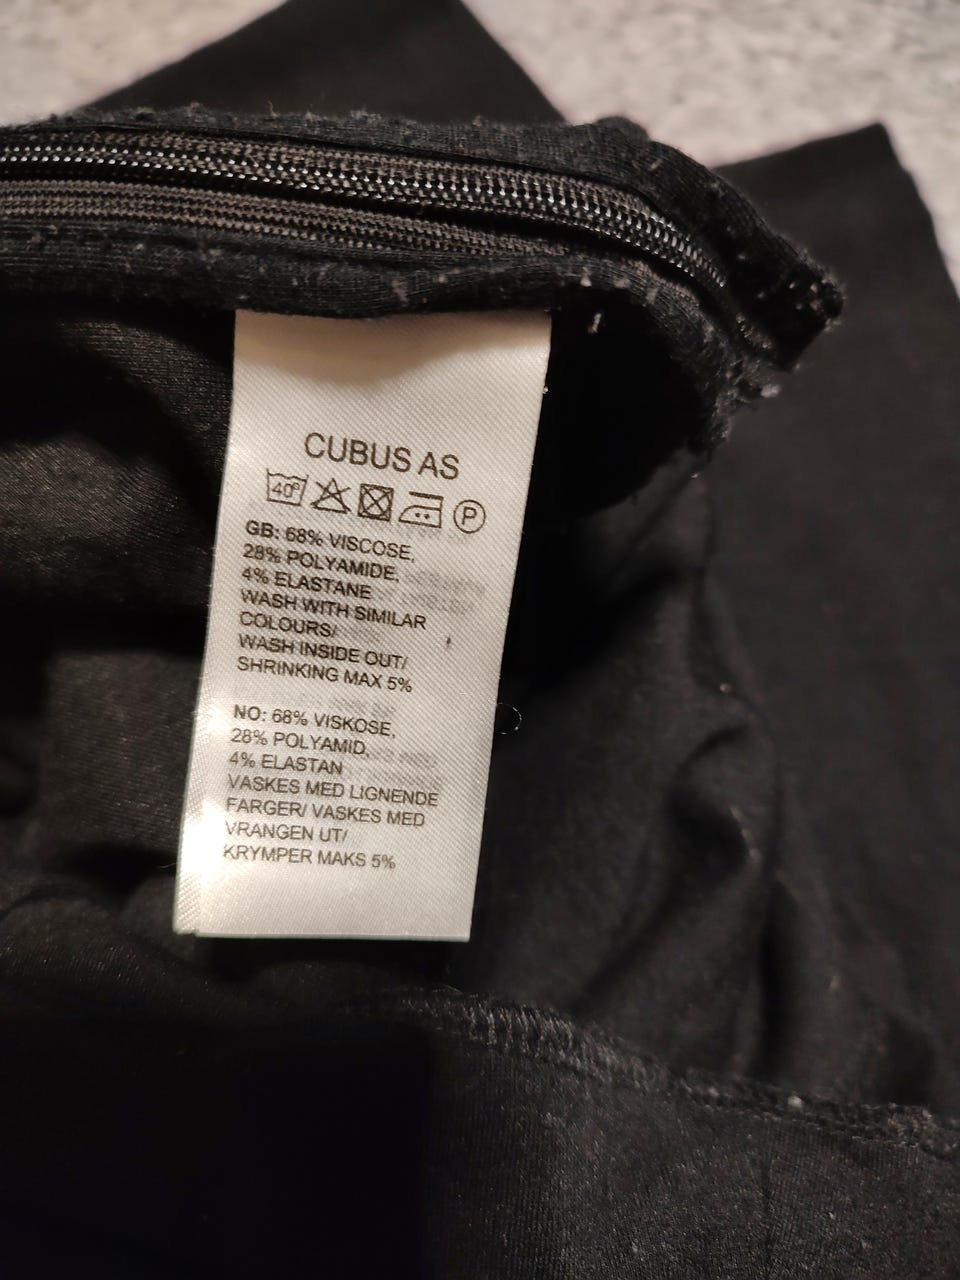 CUBUS AS
40° P
GB: 68% VISCOSE,
28% POLYAMIDE,
4% ELASTANE
WASH WITH SIMILAR
COLOURS/
WASH INSIDE OUT/
SHRINKING MAX 5%
NO: 68% VISKOSE,
28% POLYAMID,
4% ELASTAN
VASKES MED LIGNENDE
FARGER/ VASKES MED
VRANGEN UT/
KRYMPER MAKS 5%